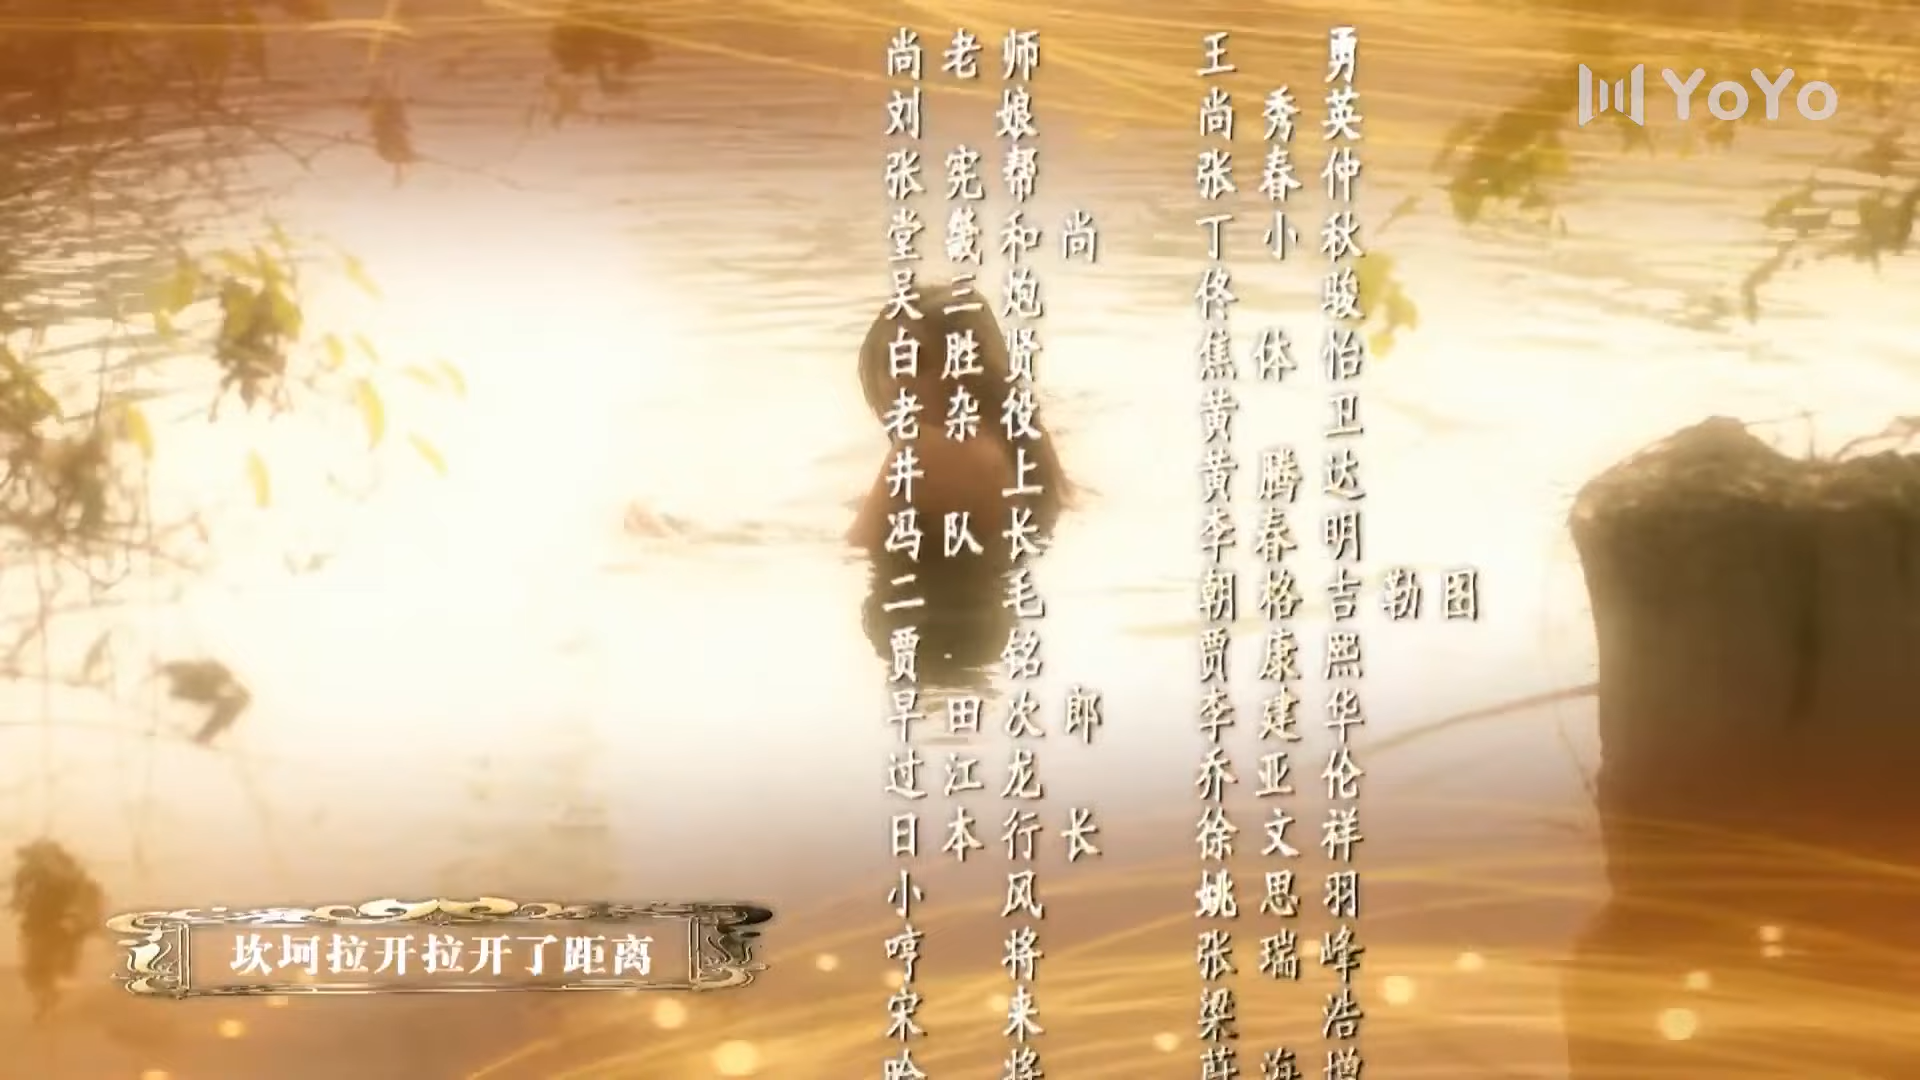 YoYo
尚老师 王勇
刘娘 尚秀英
张宪帮 张春仲
堂和尚 丁小秋
吴三炮 佟骏
白胜贤 焦体怡
老杂役 黄卫
井上 黄腾达
冯队长 李春明
二毛 朝格吉勒图
贾铭 贾康熙
早田次郎 李建华
过江龙 乔亚伦
日本行长 徐文祥
小风 姚思羽
哼将 张瑞峰
宋来 梁浩
坎坷拉开拉开了距离